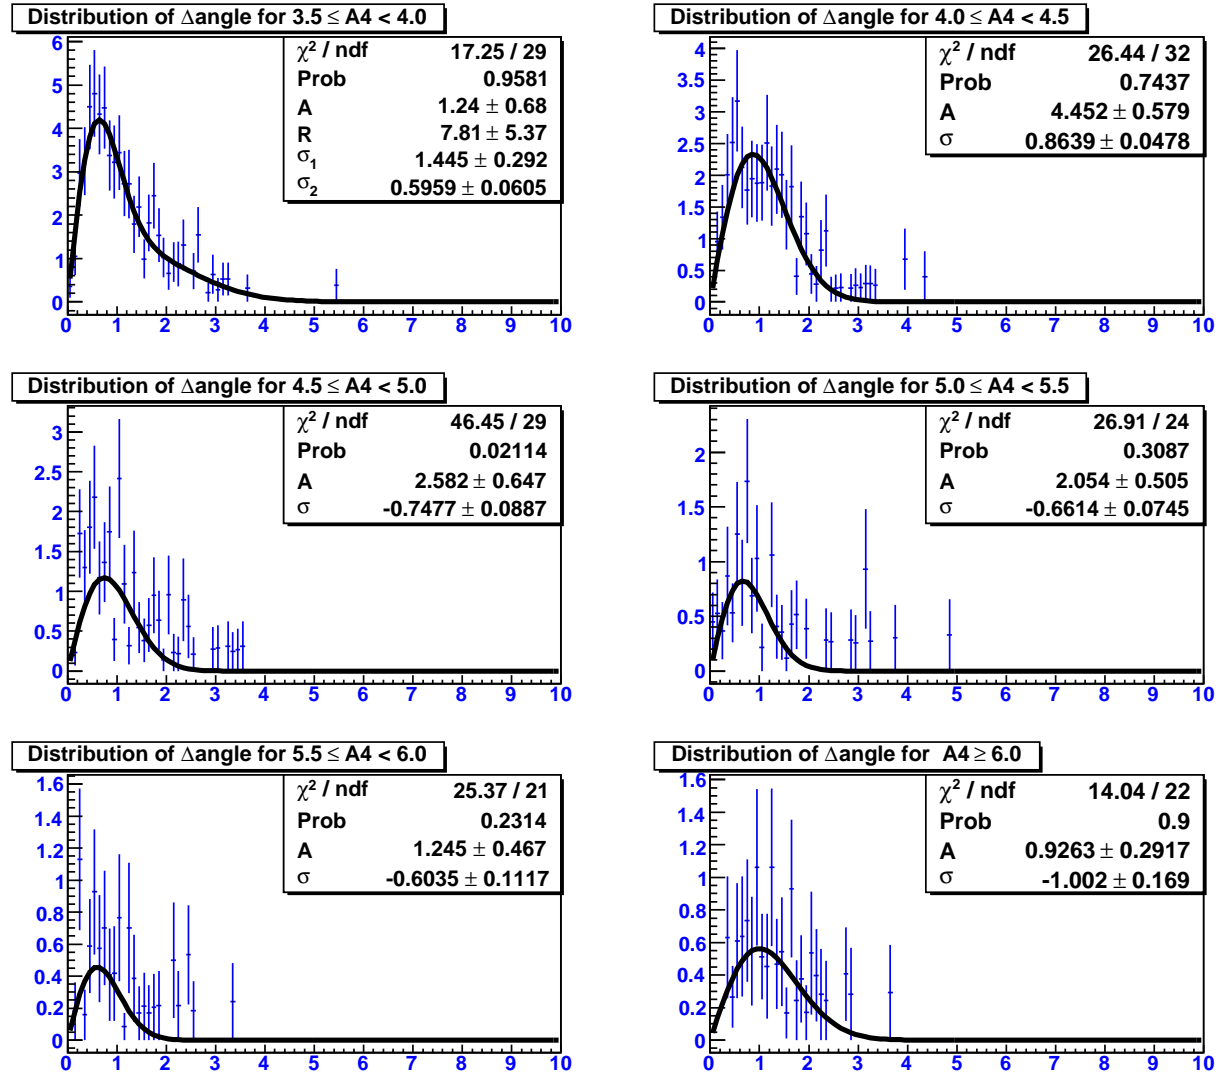 Distribution of Δangle for 3.5 ≤ A4 < 4.0
χ² / ndf 17.25 / 29
Prob 0.9581
A 1.24 ± 0.68
R 7.81 ± 5.37
σ₁ 1.445 ± 0.292
σ₂ 0.5959 ± 0.0605
6
5
4
3
2
1
0
0 1 2 3 4 5 6 7 8 9 10
Distribution of Δangle for 4.0 ≤ A4 < 4.5
χ² / ndf 26.44 / 32
Prob 0.7437
A 4.452 ± 0.579
σ 0.8639 ± 0.0478
4
3.5
3
2.5
2
1.5
1
0.5
0
0 1 2 3 4 5 6 7 8 9 10
Distribution of Δangle for 4.5 ≤ A4 < 5.0
χ² / ndf 46.45 / 29
Prob 0.02114
A 2.582 ± 0.647
σ -0.7477 ± 0.0887
3
2.5
2
1.5
1
0.5
0
0 1 2 3 4 5 6 7 8 9 10
Distribution of Δangle for 5.0 ≤ A4 < 5.5
χ² / ndf 26.91 / 24
Prob 0.3087
A 2.054 ± 0.505
σ -0.6614 ± 0.0745
2
1.5
1
0.5
0
0 1 2 3 4 5 6 7 8 9 10
Distribution of Δangle for 5.5 ≤ A4 < 6.0
χ² / ndf 25.37 / 21
Prob 0.2314
A 1.245 ± 0.467
σ -0.6035 ± 0.1117
1.6
1.4
1.2
1
0.8
0.6
0.4
0.2
0
0 1 2 3 4 5 6 7 8 9 10
Distribution of Δangle for A4 ≥ 6.0
χ² / ndf 14.04 / 22
Prob 0.9
A 0.9263 ± 0.2917
σ -1.002 ± 0.169
1.6
1.4
1.2
1
0.8
0.6
0.4
0.2
0
0 1 2 3 4 5 6 7 8 9 10